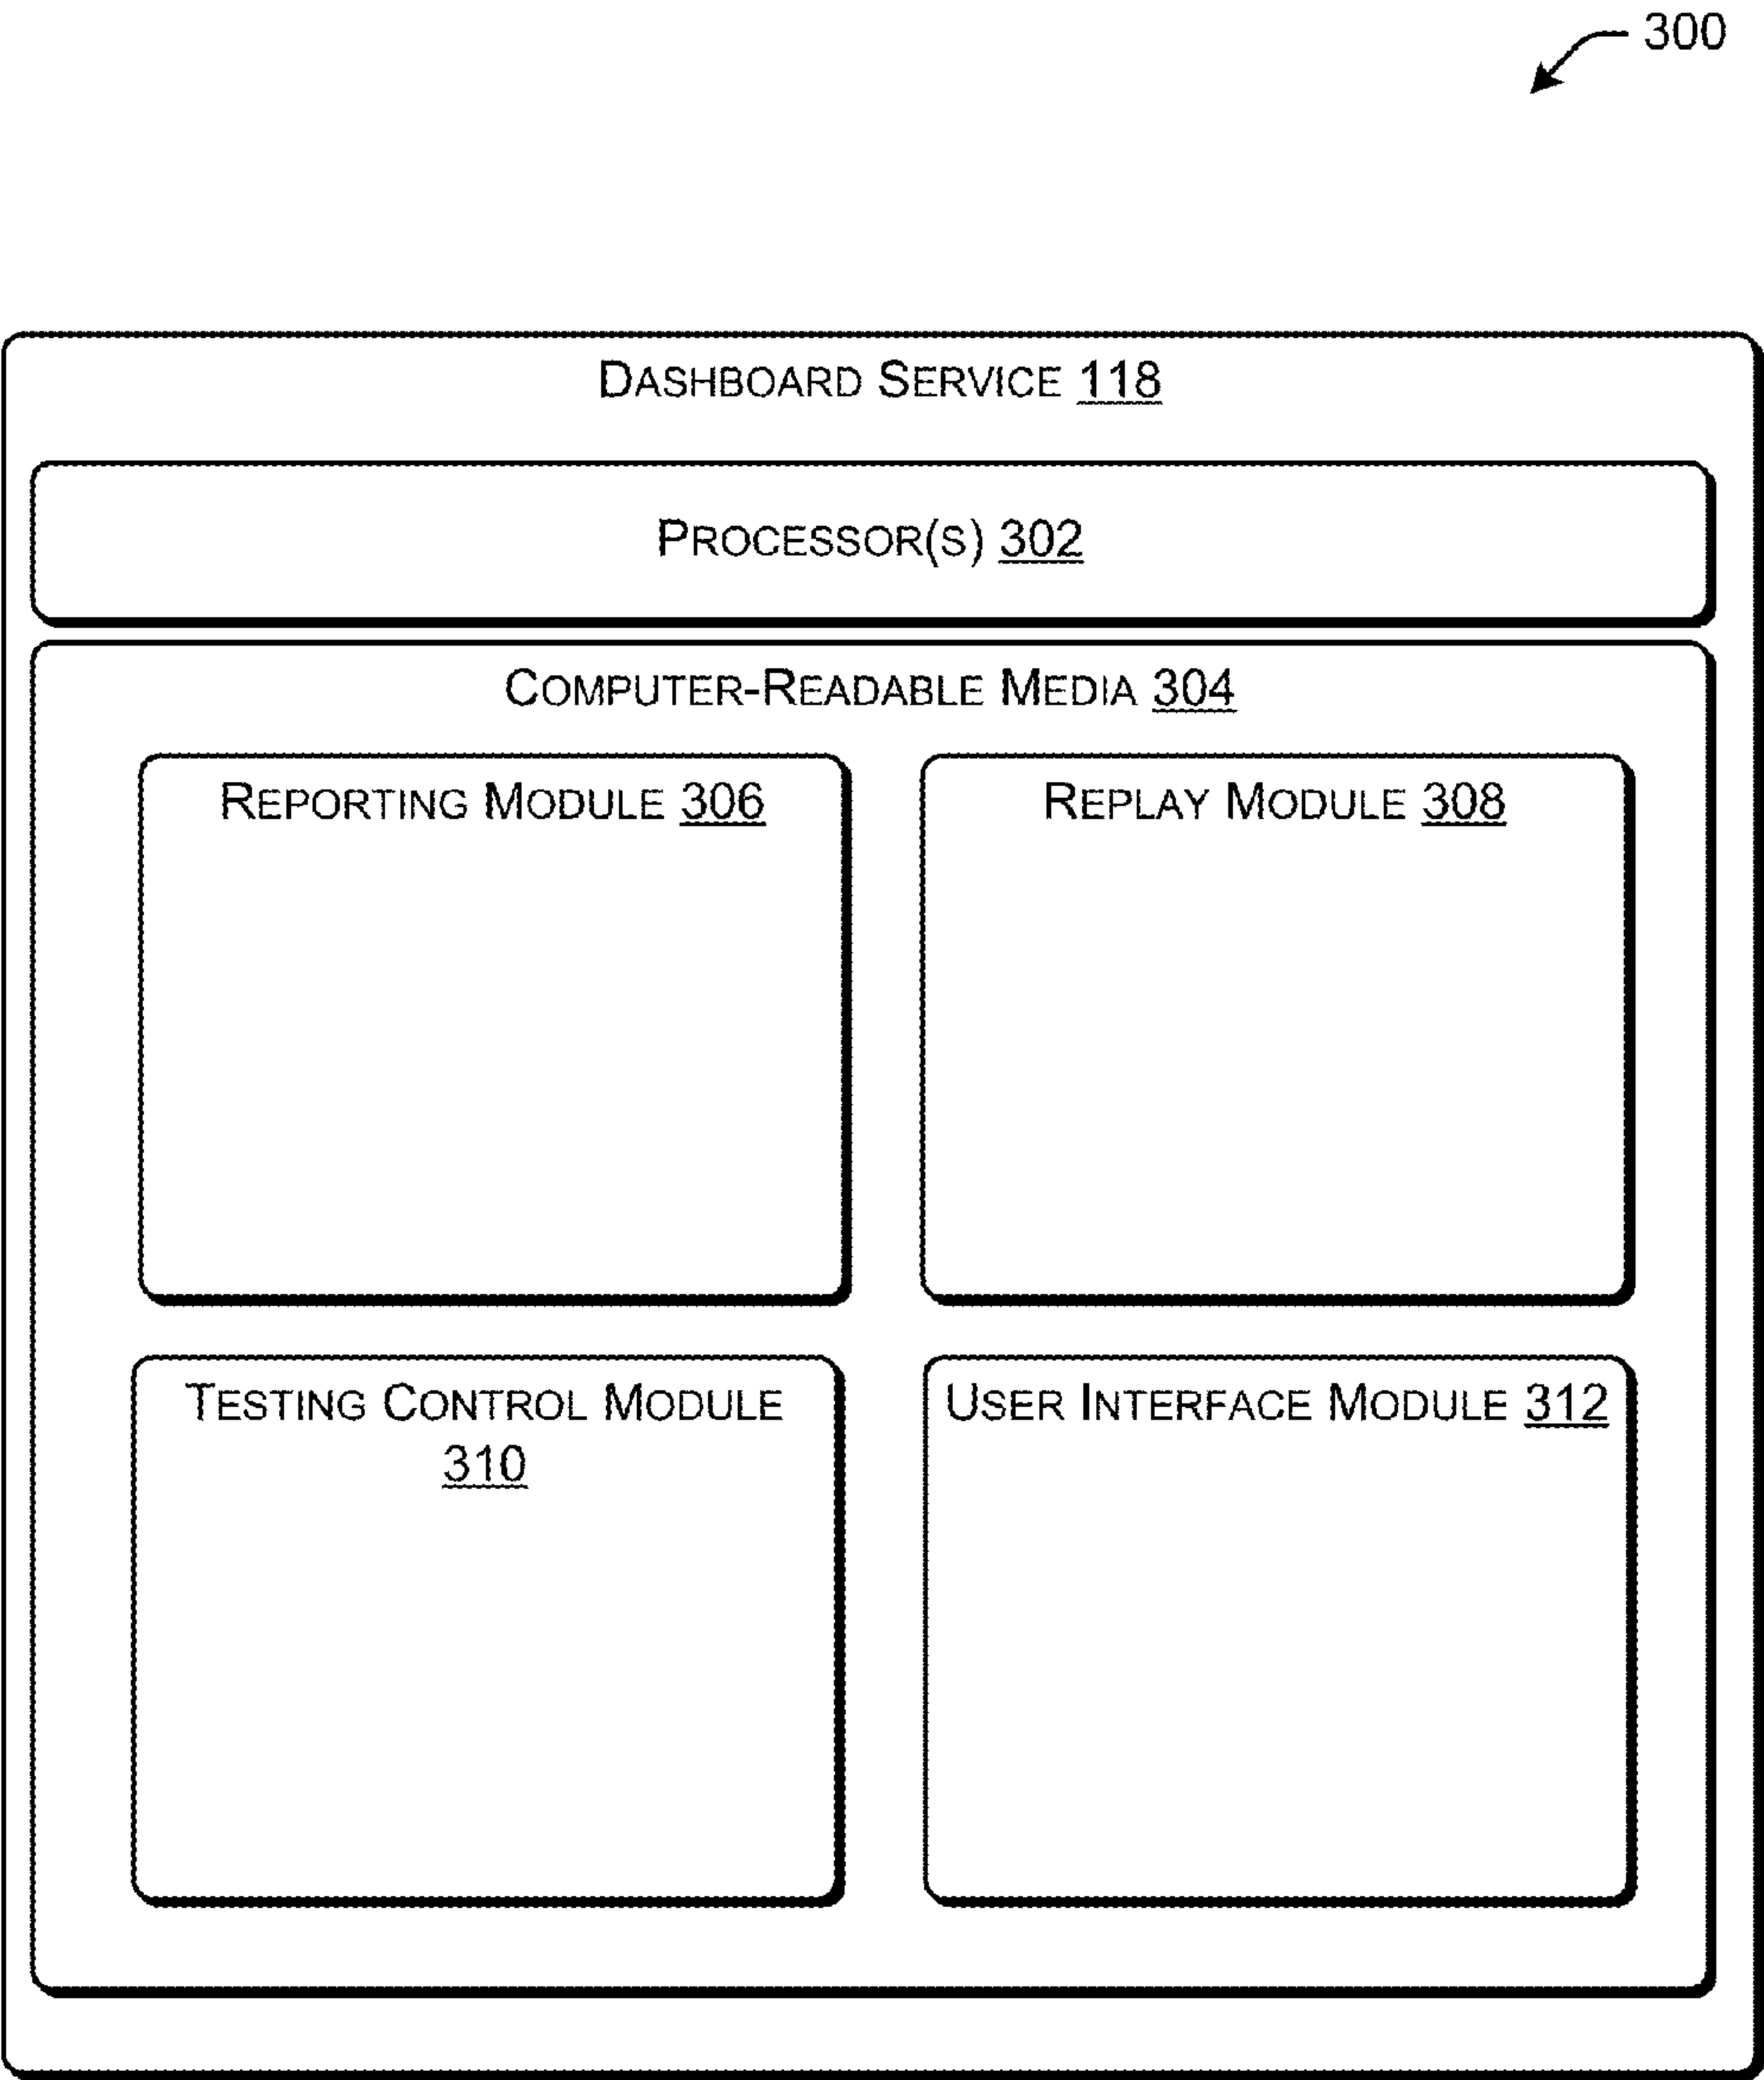 300
DASHBOARD SERVICE 118
PROCESSOR(S) 302
COMPUTER-READABLE MEDIA 304
REPORTING MODULE 306
REPLAY MODULE 308
TESTING CONTROL MODULE
310
USER INTERFACE MODULE 312